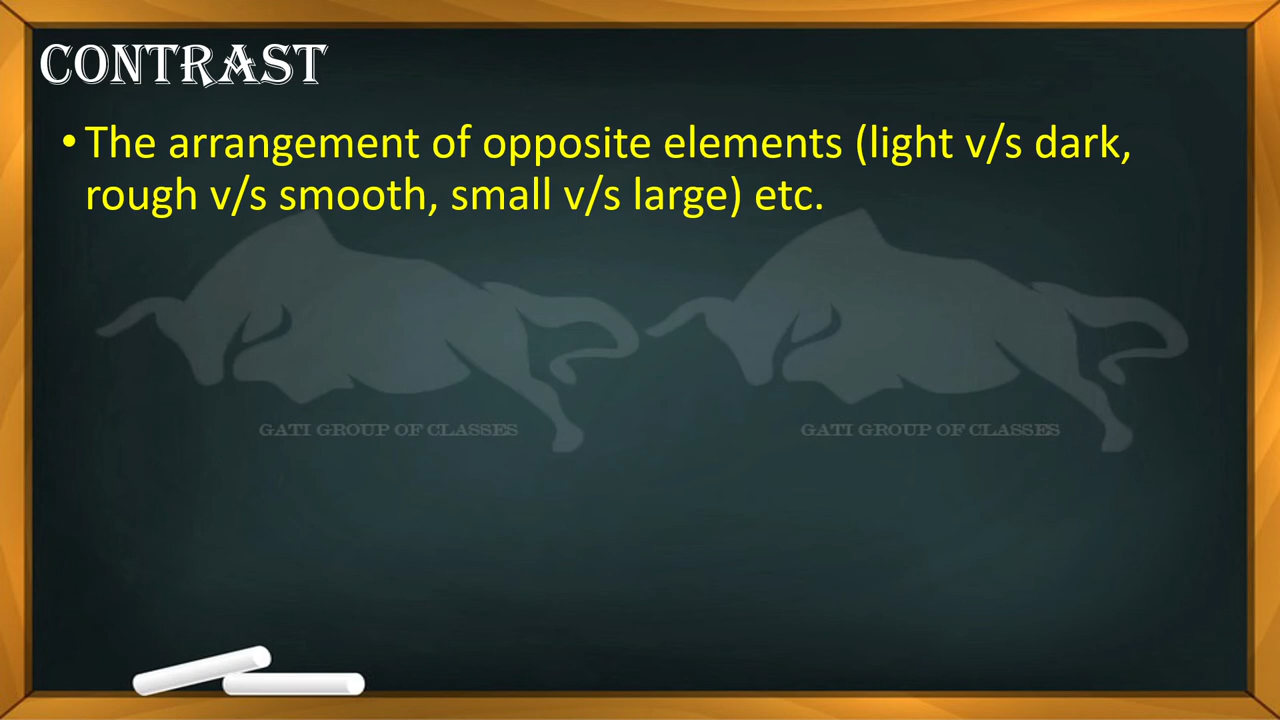 CONTRAST
• The arrangement of opposite elements (light v/s dark,
rough v/s smooth, small v/s large) etc.
GATI GROUP OF CLASSES
GATI GROUP OF CLASSES